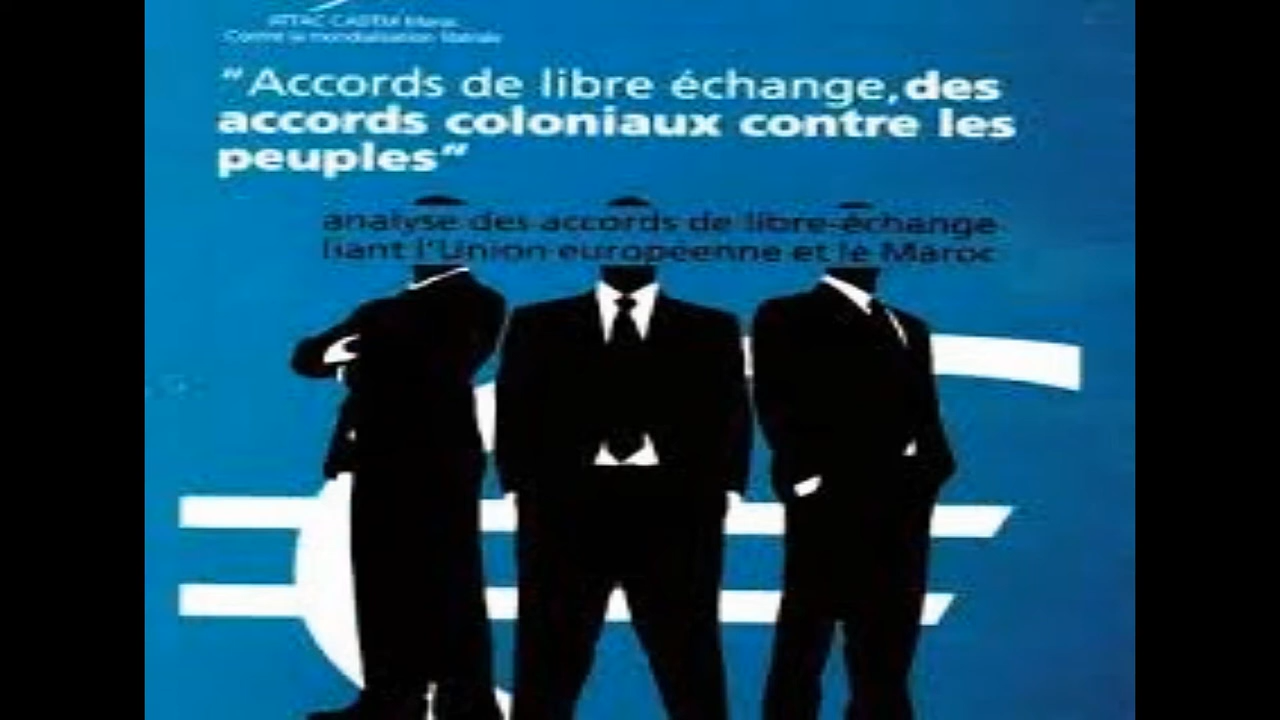 ATTAC CADTM Maroc
Contre la mondialisation libérale
"Accords de libre échange, des
accords coloniaux contre les
peuples"
analyse des accords de libre-échange
liant l'Union européenne et le Maroc